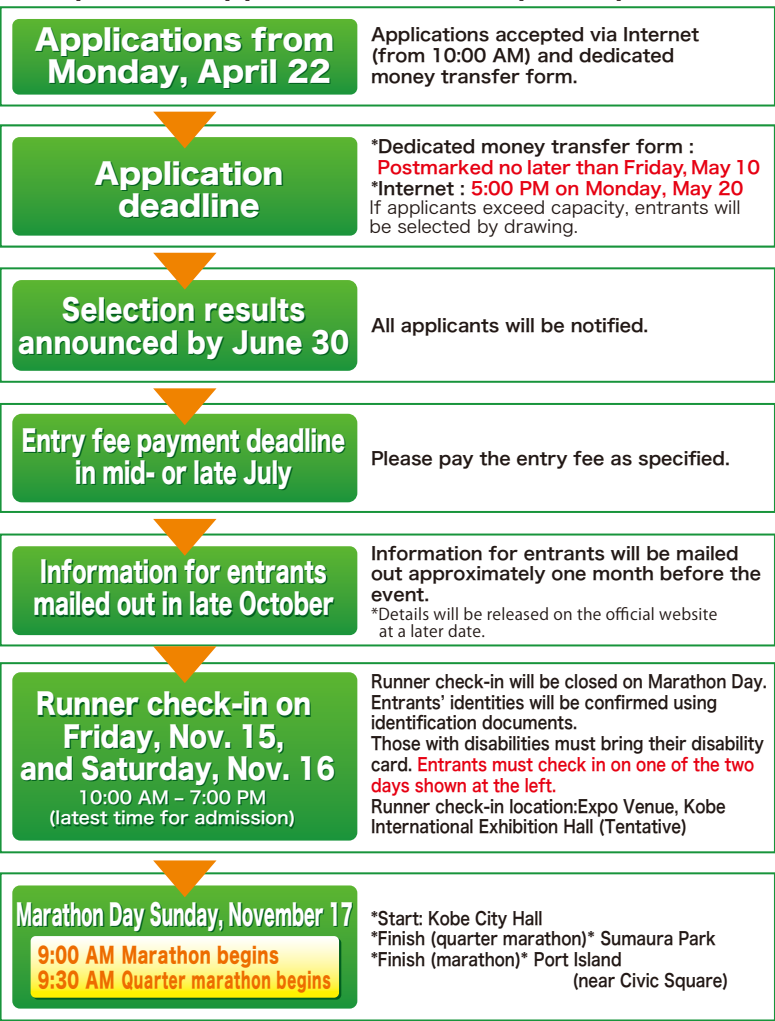 Applications from
Monday, April 22
Applications accepted via Internet
(from 10:00 AM) and dedicated
money transfer form.
Application
deadline
*Dedicated money transfer form :
Postmarked no later than Friday, May 10
*Internet : 5:00 PM on Monday, May 20
If applicants exceed capacity, entrants will
be selected by drawing.
Selection results
announced by June 30
All applicants will be notified.
Entry fee payment deadline
in mid- or late July
Please pay the entry fee as specified.
Information for entrants
mailed out in late October
Information for entrants will be mailed
out approximately one month before the
event.
*Details will be released on the official website
at a later date.
Runner check-in on
Friday, Nov. 15,
and Saturday, Nov. 16
10:00 AM – 7:00 PM
(latest time for admission)
Runner check-in will be closed on Marathon Day.
Entrants' identities will be confirmed using
identification documents.
Those with disabilities must bring their disability
card. Entrants must check in on one of the two
days shown at the left.
Runner check-in location:Expo Venue, Kobe
International Exhibition Hall (Tentative)
Marathon Day Sunday, November 17
9:00 AM Marathon begins
9:30 AM Quarter marathon begins
*Start: Kobe City Hall
*Finish (quarter marathon)* Sumaura Park
*Finish (marathon)* Port Island
(near Civic Square)